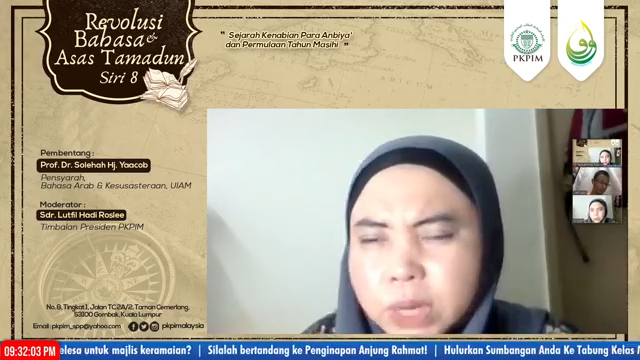 Revolusi
Bahasa &
Asas Tamadun
Siri 8
" Sejarah Kenabian Para Anbiya'
dan Permulaan Tahun Masihi "
PKPIM
Pembentang :
Prof. Dr. Solehah Hj. Yaacob
Pensyarah,
Bahasa Arab & Kesusasteraan, UIAM
Moderator :
Sdr. Lutfil Hadi Roslee
Timbalan Presiden PKPIM
No. 8, Tingkat 1, Jalan TC2A/2, Taman Cemerlang,
53100 Gombak, Kuala Lumpur
Email : pkpim_spp@yahoo.com pkpimalaysia
09:32:03 PM elesa untuk majlis keramaian? | Silalah bertandang ke Penginapan Anjung Rahmat! | Hulurkan Sumbangan Anda Ke Tabung Kelas